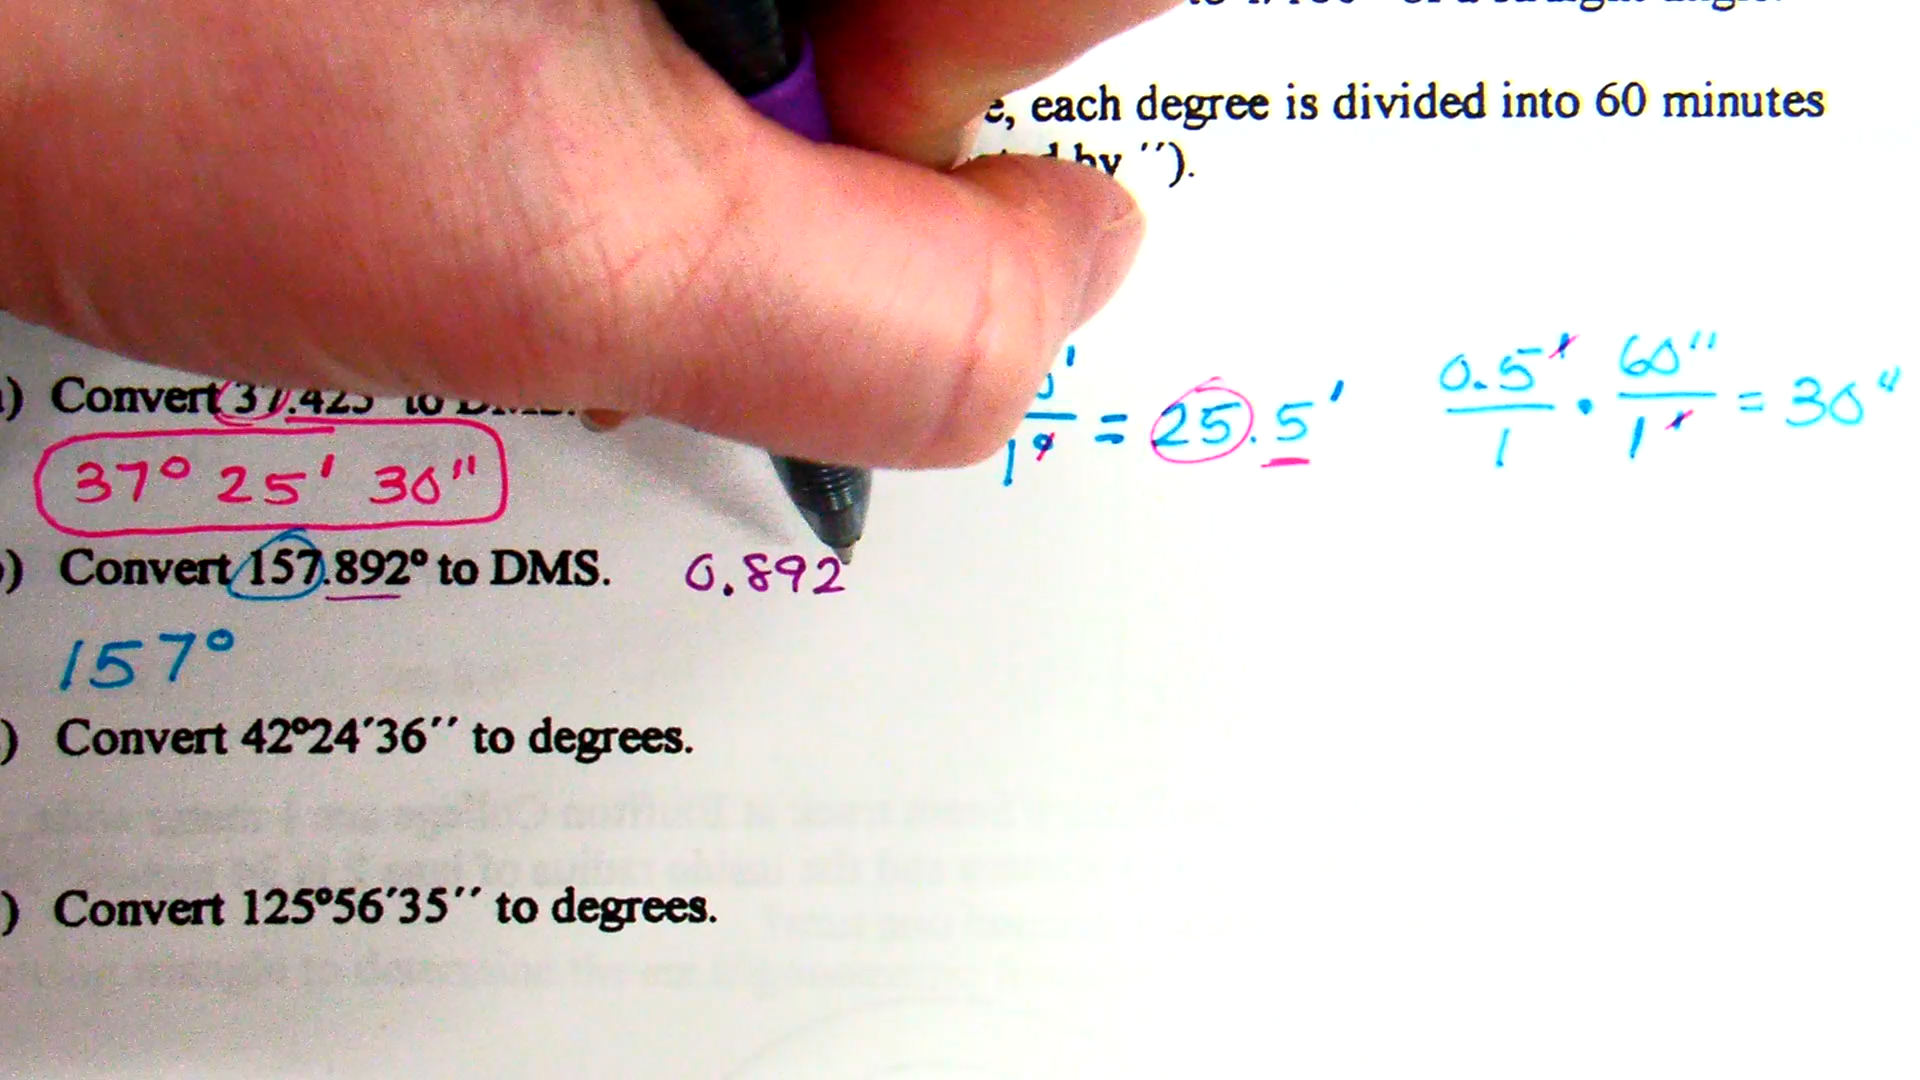 each degree is divided into 60 minutes
by ′′).
) Convert 37.425 to
= 25.5' 0.5'/1 · 60"/1' = 30"
37° 25' 30"
) Convert 157.892° to DMS. 0.892
157°
) Convert 42°24′36′′ to degrees.
) Convert 125°56′35′′ to degrees.